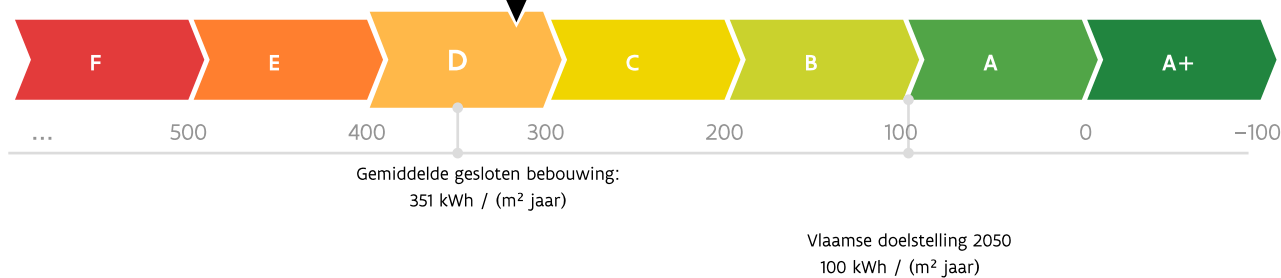 F E D C B A A+
... 500 400 300 200 100 0 −100
Gemiddelde gesloten bebouwing:
351 kWh / (m² jaar)
Vlaamse doelstelling 2050
100 kWh / (m² jaar)